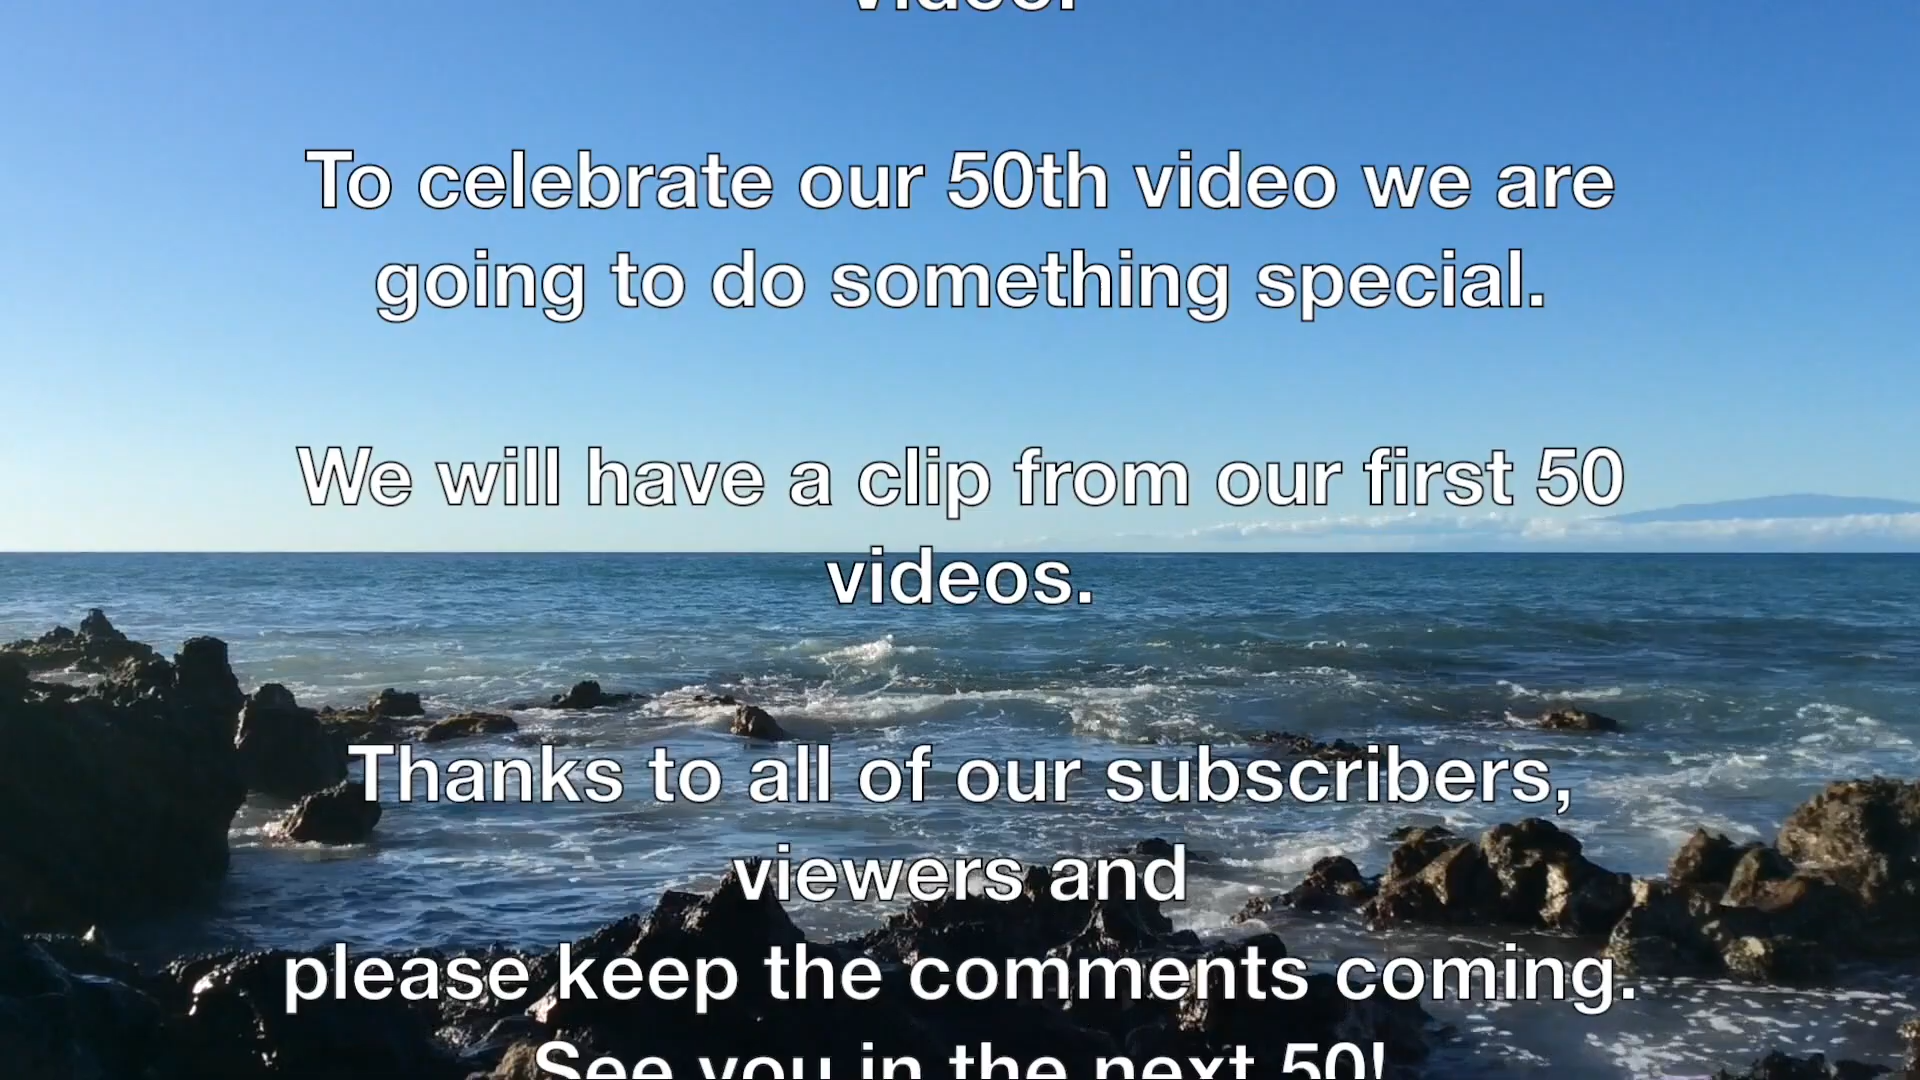 video.
To celebrate our 50th video we are
going to do something special.
We will have a clip from our first 50
videos.
Thanks to all of our subscribers,
viewers and
please keep the comments coming.
See you in the next 50!